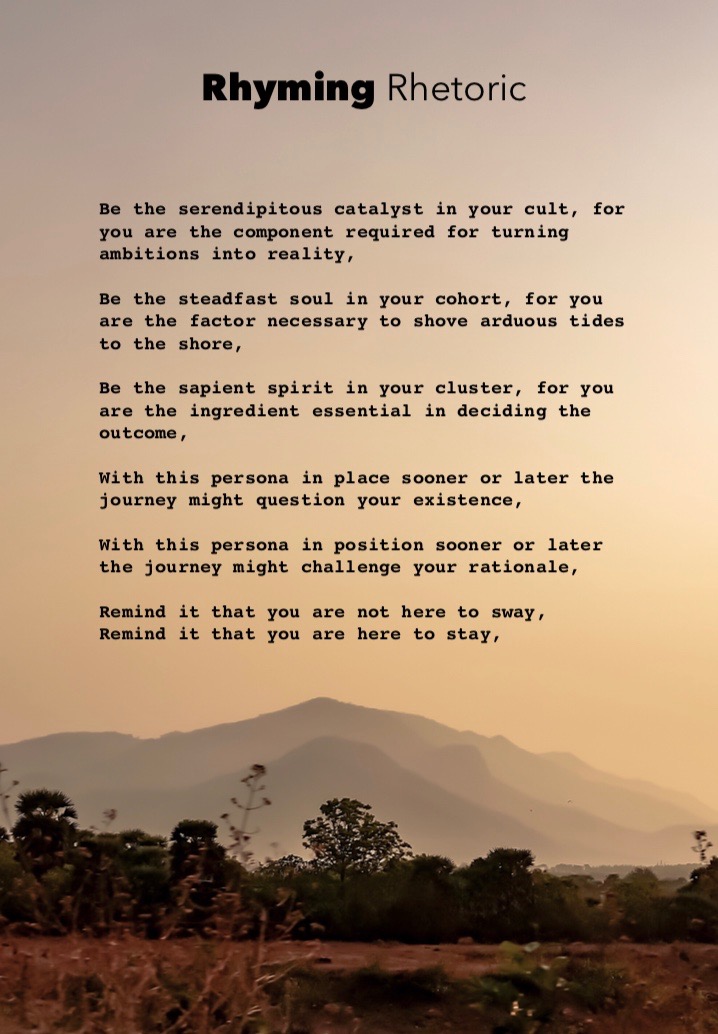 Rhyming Rhetoric
Be the serendipitous catalyst in your cult, for
you are the component required for turning
ambitions into reality,
Be the steadfast soul in your cohort, for you
are the factor necessary to shove arduous tides
to the shore,
Be the sapient spirit in your cluster, for you
are the ingredient essential in deciding the
outcome,
With this persona in place sooner or later the
journey might question your existence,
With this persona in position sooner or later
the journey might challenge your rationale,
Remind it that you are not here to sway,
Remind it that you are here to stay,